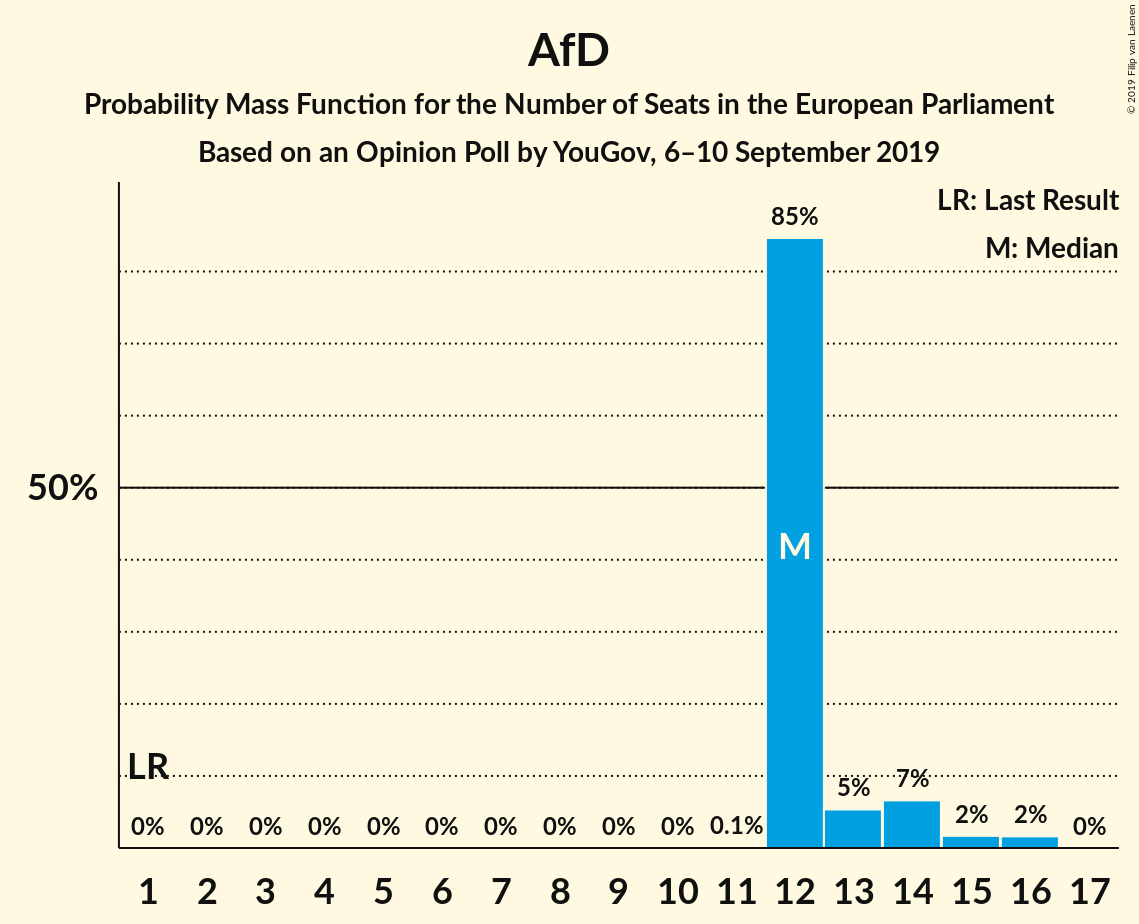 AfD
Probability Mass Function for the Number of Seats in the European Parliament
Based on an Opinion Poll by YouGov, 6–10 September 2019
© 2019 Filip van Laenen
LR: Last Result
M: Median
85%
50%
M
LR
0% 0% 0% 0% 0% 0% 0% 0% 0% 0% 0.1% 5% 7% 2% 2% 0%
1 2 3 4 5 6 7 8 9 10 11 12 13 14 15 16 17